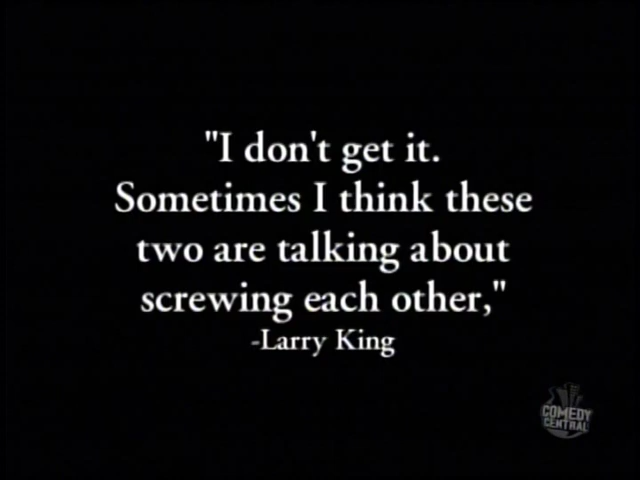 "I don't get it.
Sometimes I think these
two are talking about
screwing each other,"
-Larry King
COMEDY
CENTRAL